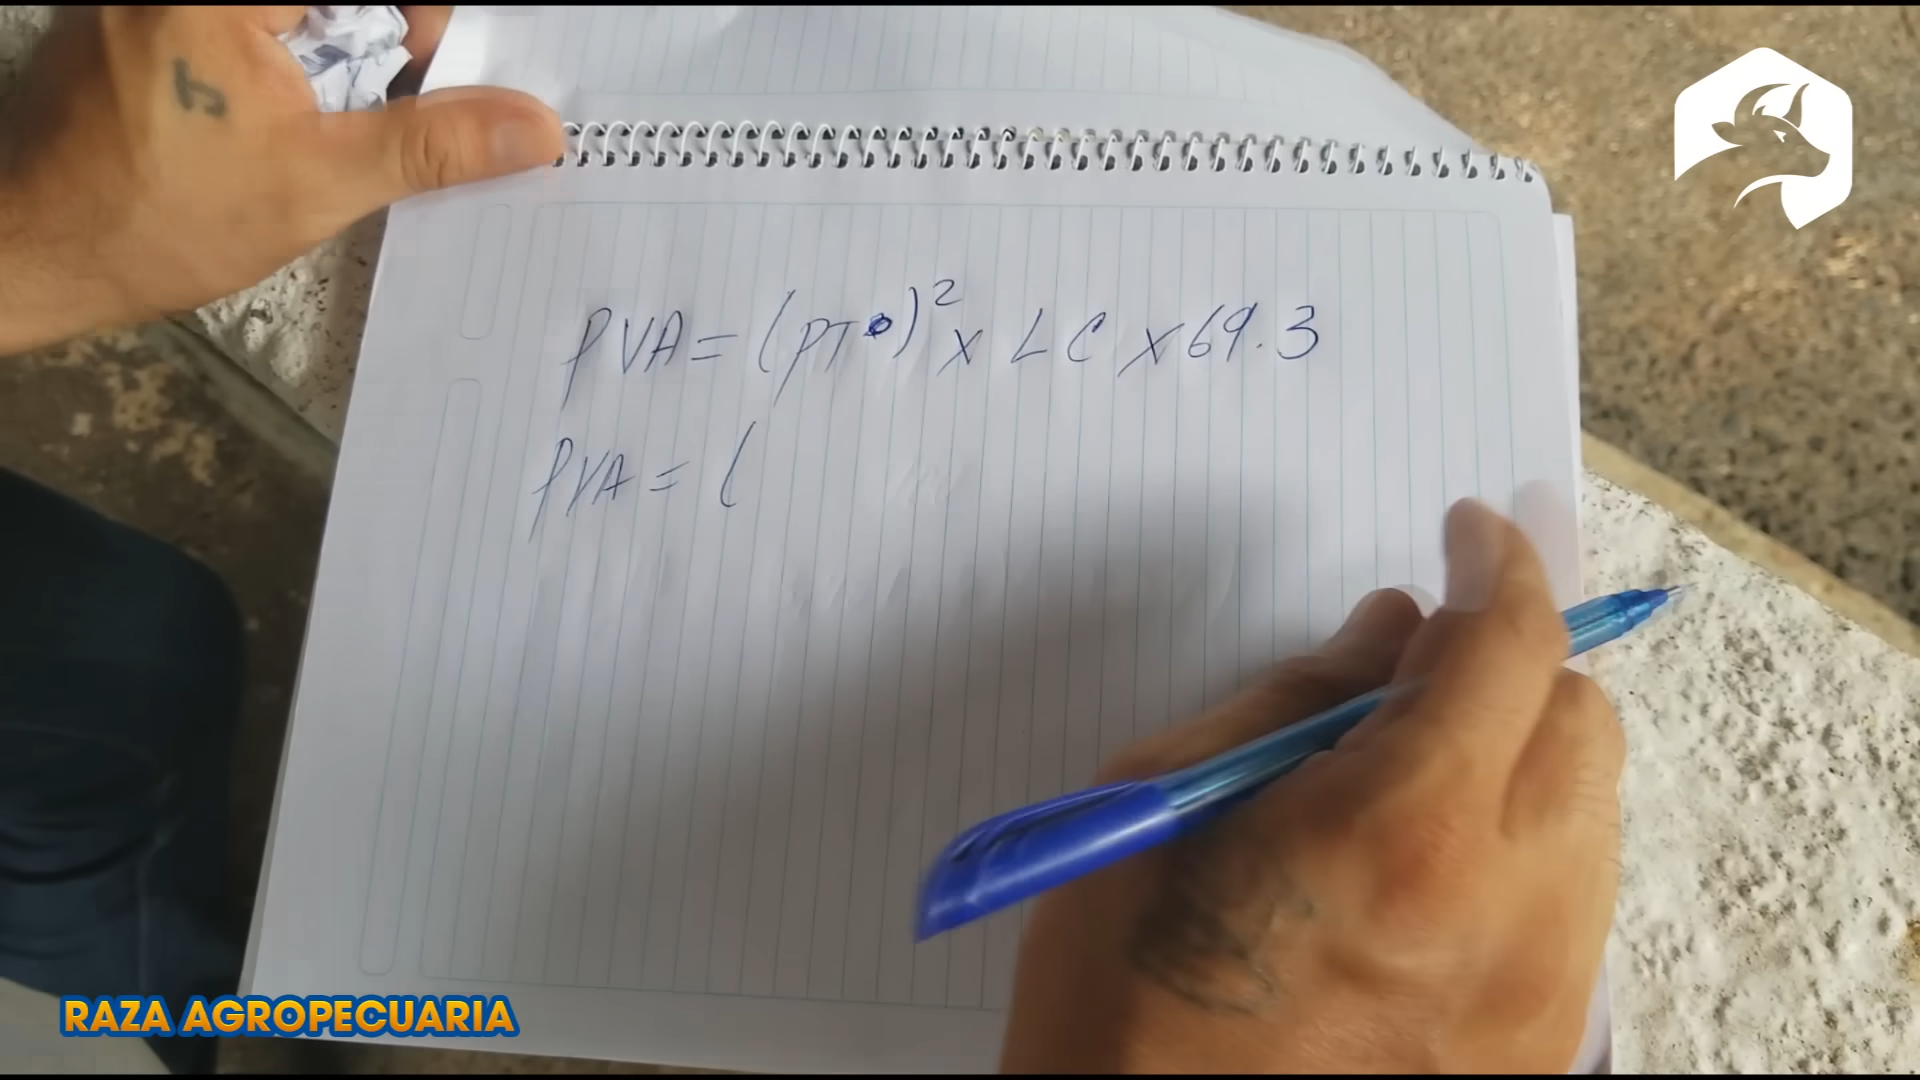 PVA = (PT)² x LC x 69.3
PVA = (
RAZA AGROPECUARIA